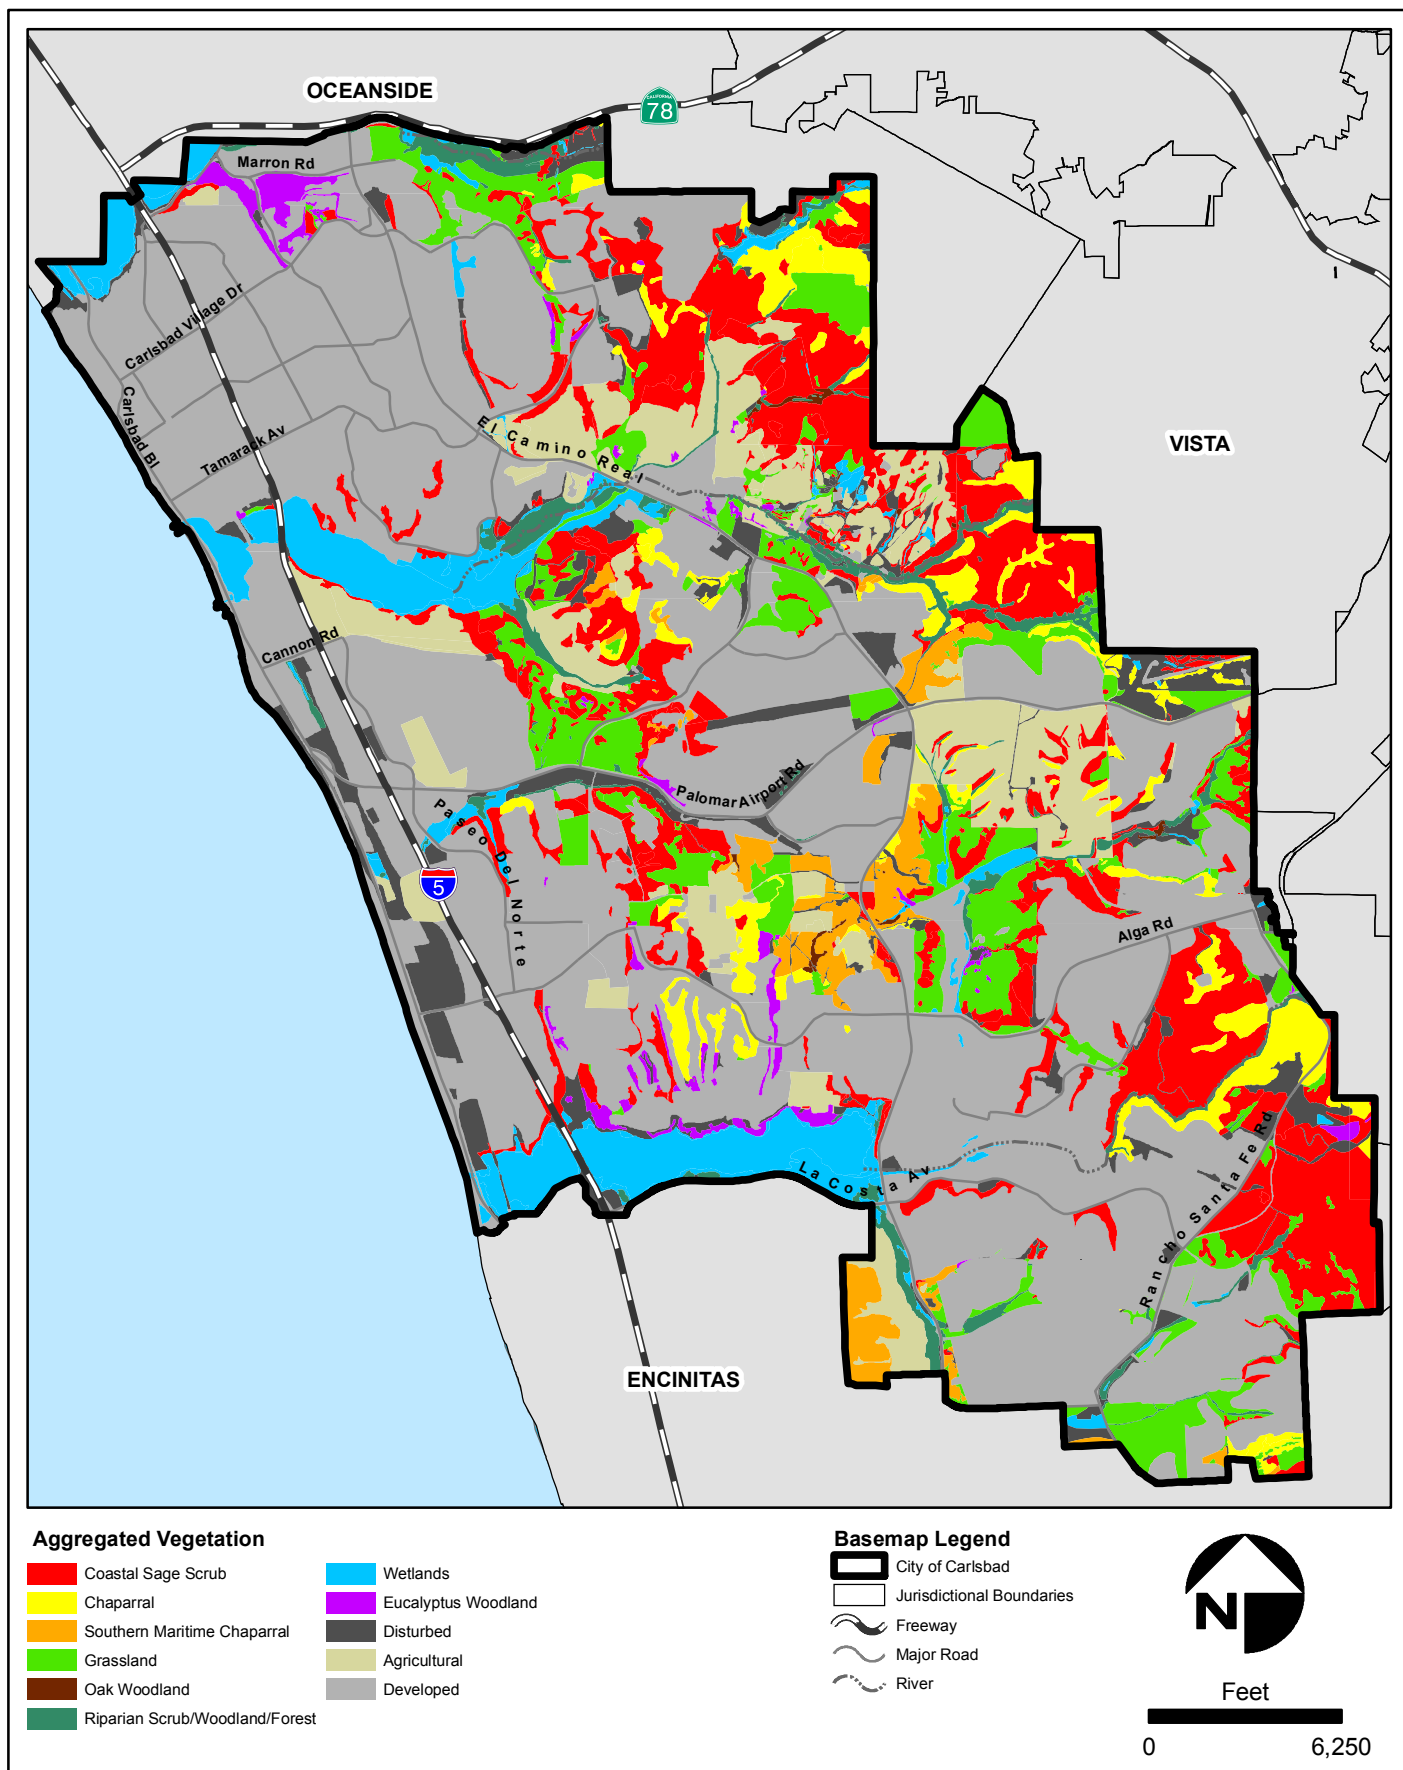 OCEANSIDE
CALIFORNIA
78
Marron Rd
Carlsbad Village Dr
Carlsbad Bl
Tamarack Av
El Camino Real
VISTA
Cannon Rd
Palomar Airport Rd
Paseo Del Norte
5
Alga Rd
La Costa Av
Rancho Santa Fe Rd
ENCINITAS
Aggregated Vegetation
Coastal Sage Scrub
Chaparral
Southern Maritime Chaparral
Grassland
Oak Woodland
Riparian Scrub/Woodland/Forest
Wetlands
Eucalyptus Woodland
Disturbed
Agricultural
Developed
Basemap Legend
City of Carlsbad
Jurisdictional Boundaries
Freeway
Major Road
River
N
Feet
0 6,250